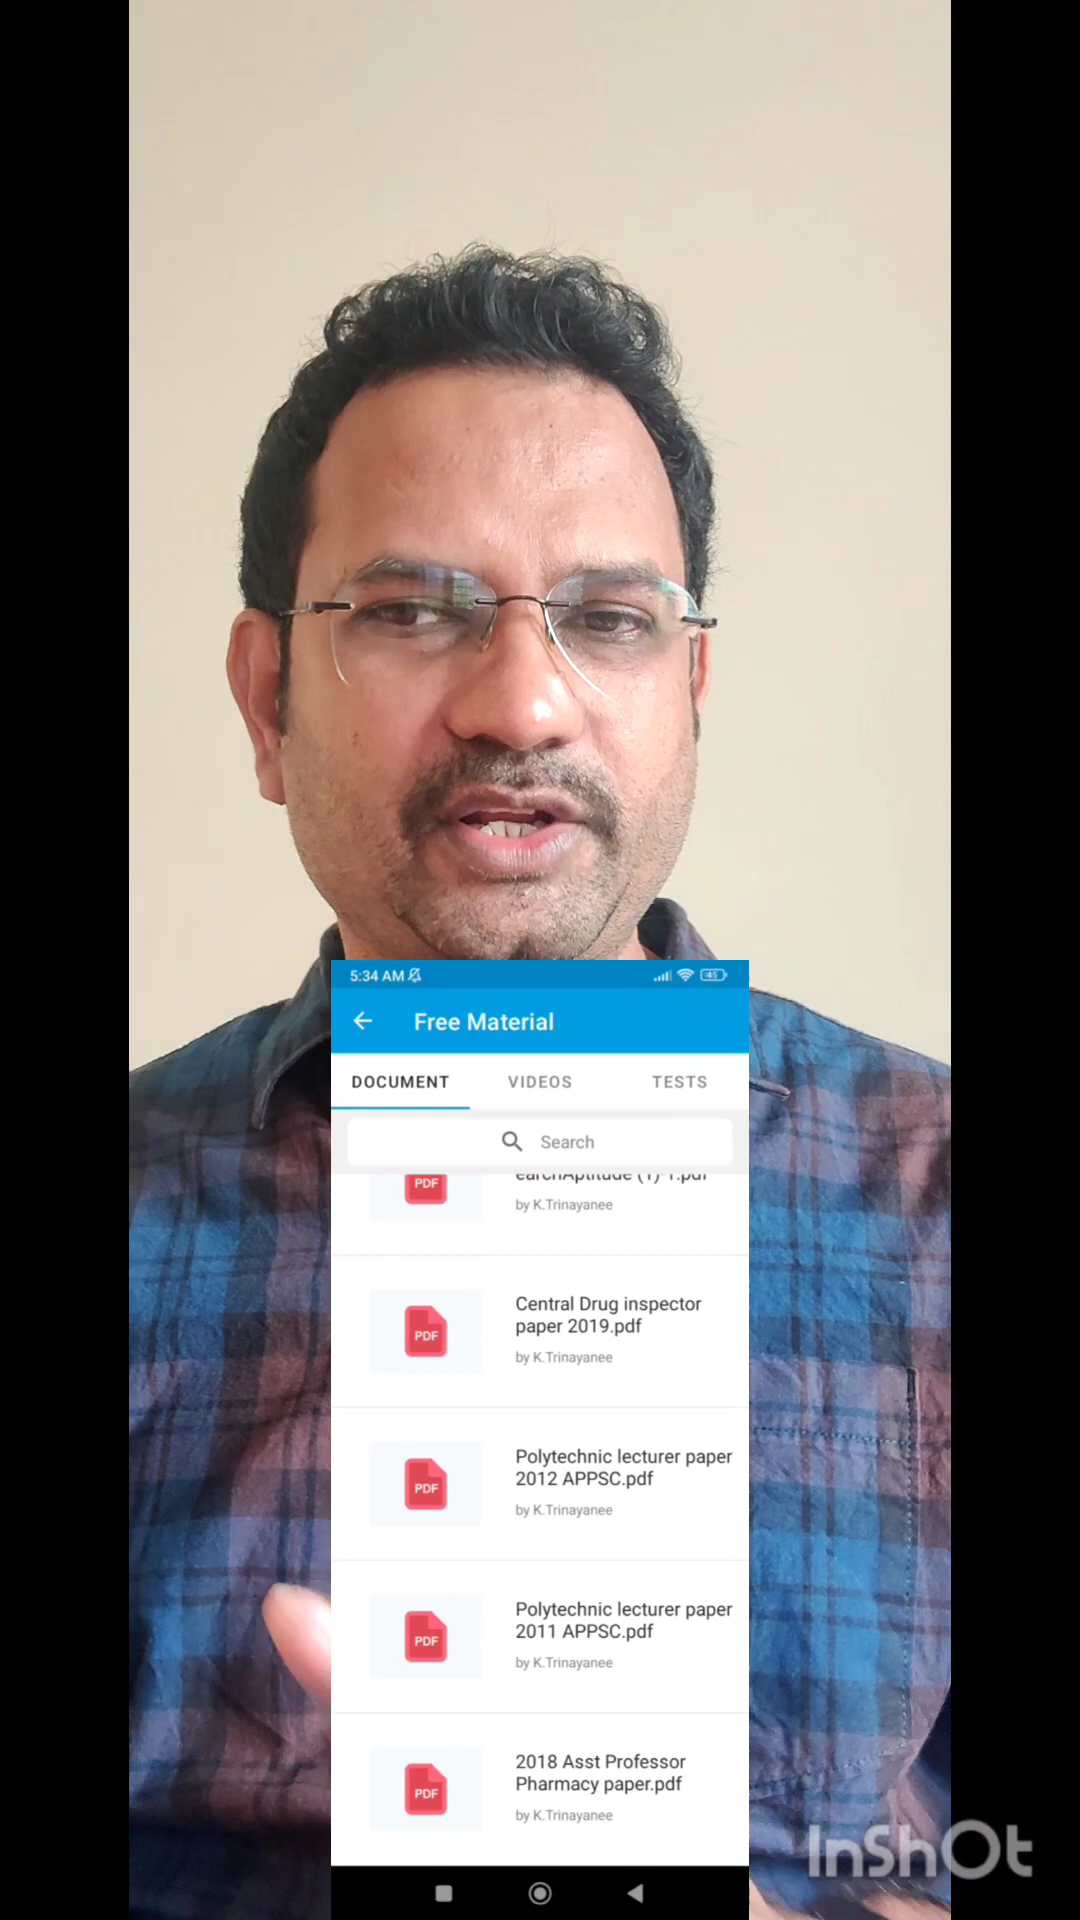 5:34 AM
45
Free Material
DOCUMENT
VIDEOS
TESTS
Search
PDF
by K.Trinayanee
PDF
Central Drug inspector
paper 2019.pdf
by K.Trinayanee
PDF
Polytechnic lecturer paper
2012 APPSC.pdf
by K.Trinayanee
PDF
Polytechnic lecturer paper
2011 APPSC.pdf
by K.Trinayanee
PDF
2018 Asst Professor
Pharmacy paper.pdf
by K.Trinayanee
InShOt